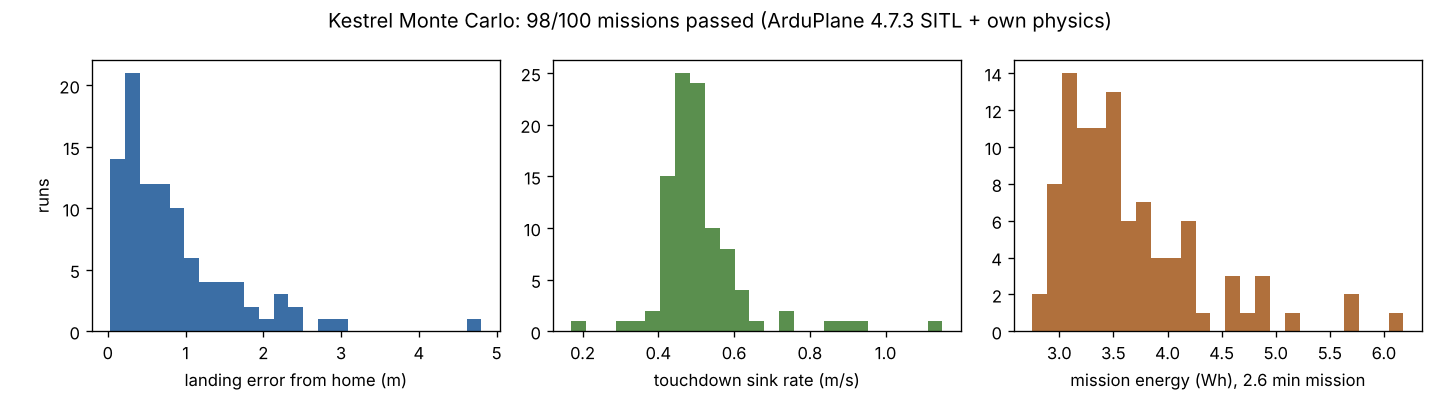 Kestrel Monte Carlo: 98/100 missions passed (ArduPlane 4.7.3 SITL + own physics)
runs
20
15
10
5
0
0 1 2 3 4 5
landing error from home (m)
25
20
15
10
5
0
0.2 0.4 0.6 0.8 1.0
touchdown sink rate (m/s)
14
12
10
8
6
4
2
0
3.0 3.5 4.0 4.5 5.0 5.5 6.0
mission energy (Wh), 2.6 min mission